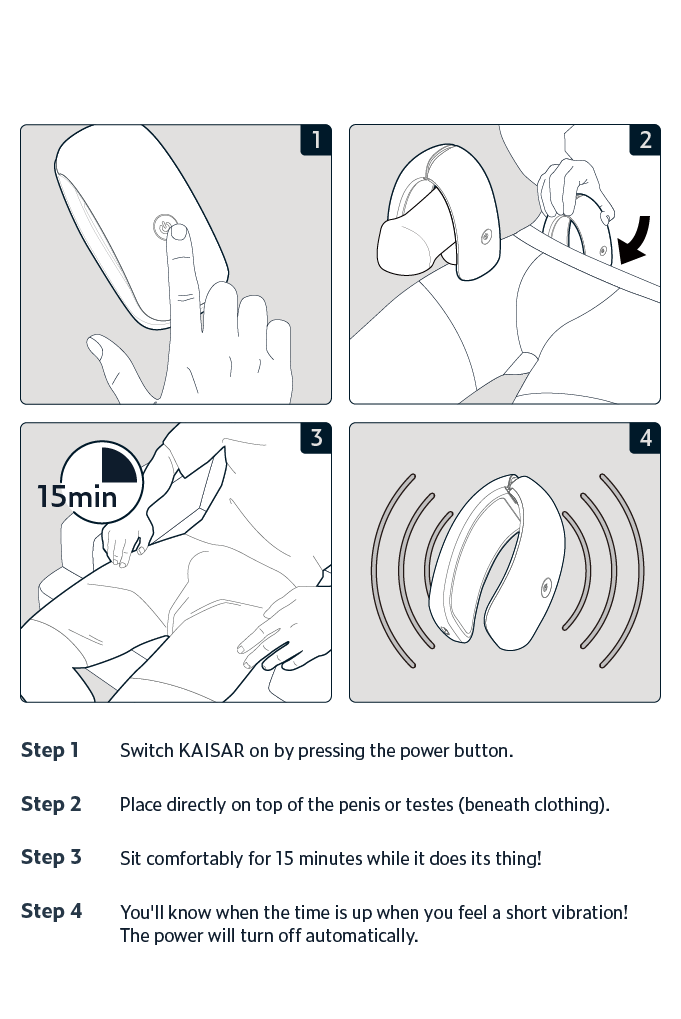 1
2
3
15min
4
Step 1 Switch KAISAR on by pressing the power button.
Step 2 Place directly on top of the penis or testes (beneath clothing).
Step 3 Sit comfortably for 15 minutes while it does its thing!
Step 4 You'll know when the time is up when you feel a short vibration!
The power will turn off automatically.